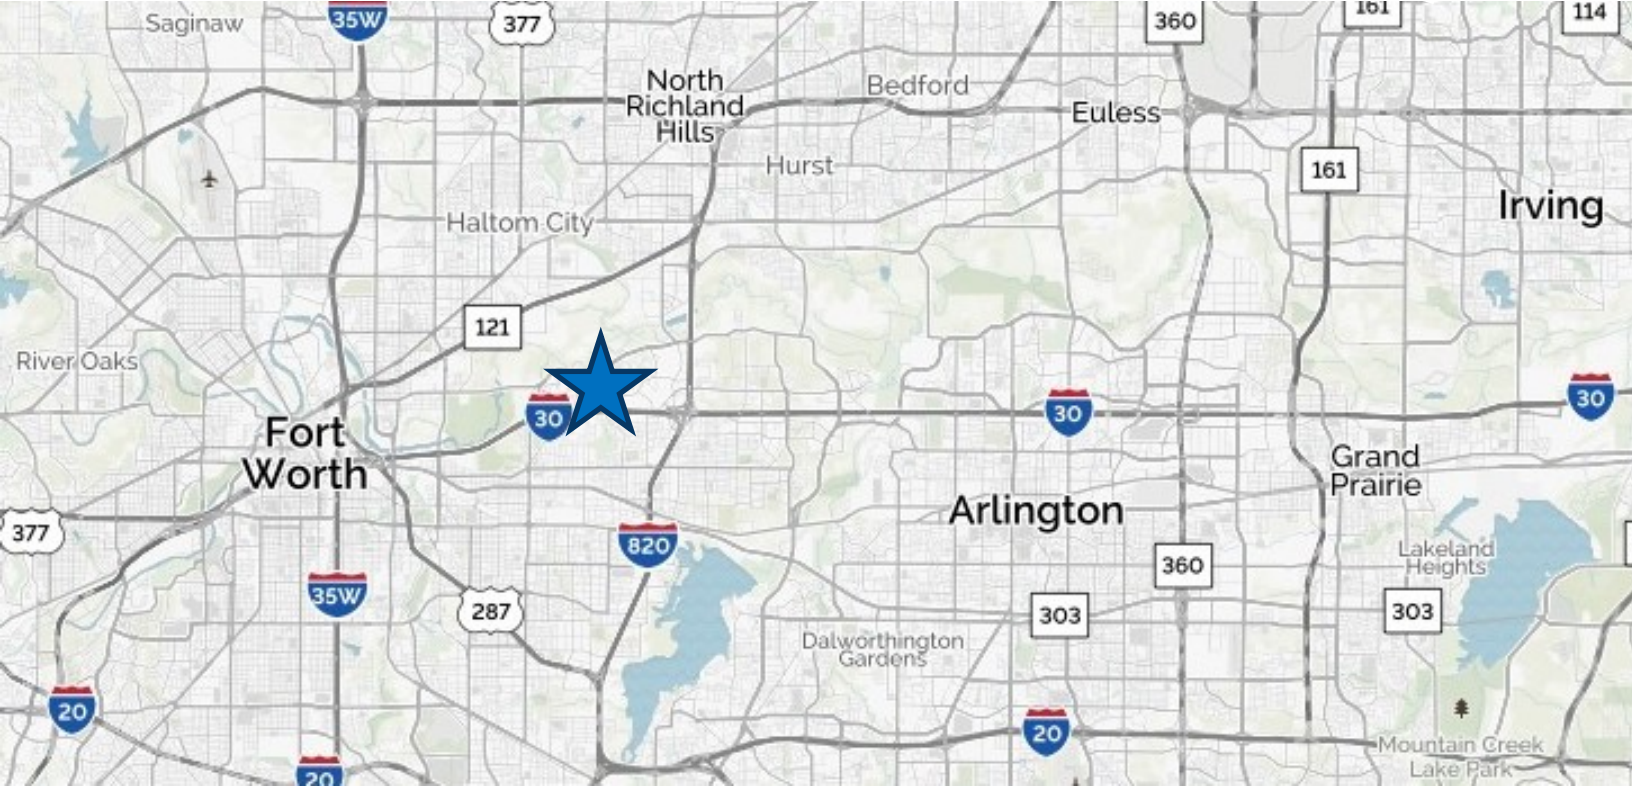 Saginaw
35W
377
360
161
114
North
Richland
Hills
Bedford
Euless
Hurst
161
Irving
Haltom City
121
River Oaks
30
30
30
Fort
Worth
Grand
Prairie
Arlington
377
820
Lakeland
Heights
360
35W
287
303
303
Dalworthington
Gardens
20
20
20
Mountain Creek
Lake Park